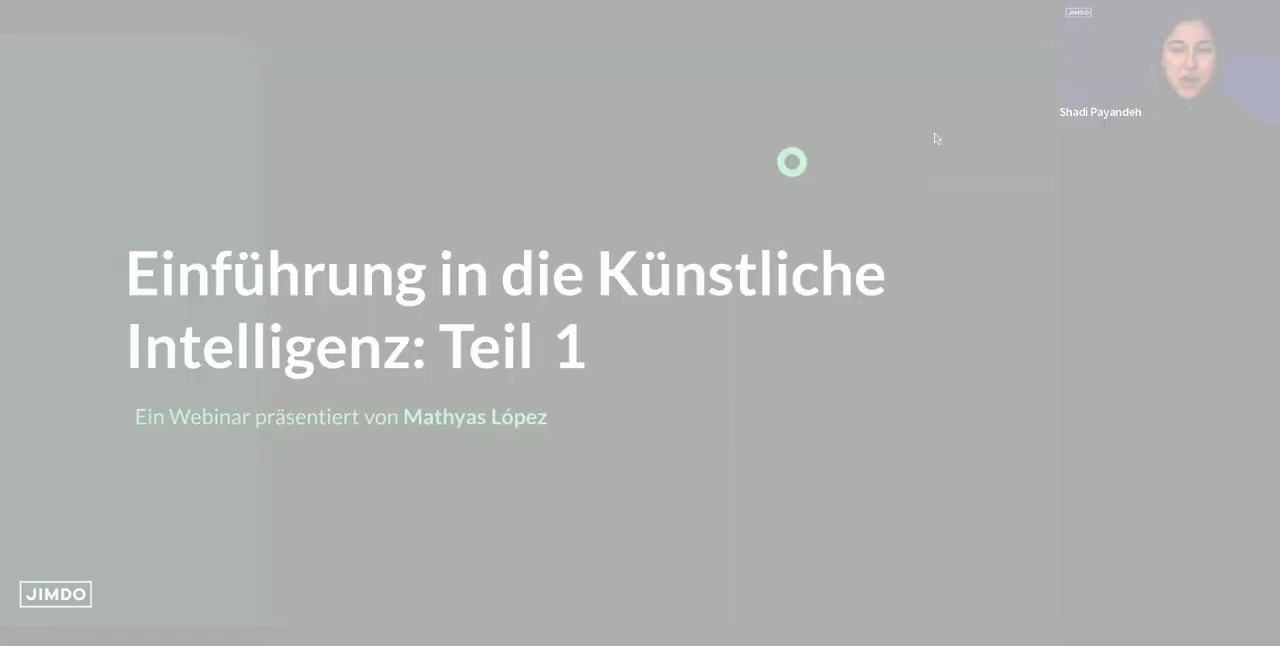 JIMDO
Shadi Payandeh
Einführung in die Künstliche
Intelligenz: Teil 1
Ein Webinar präsentiert von Mathyas López
JIMDO